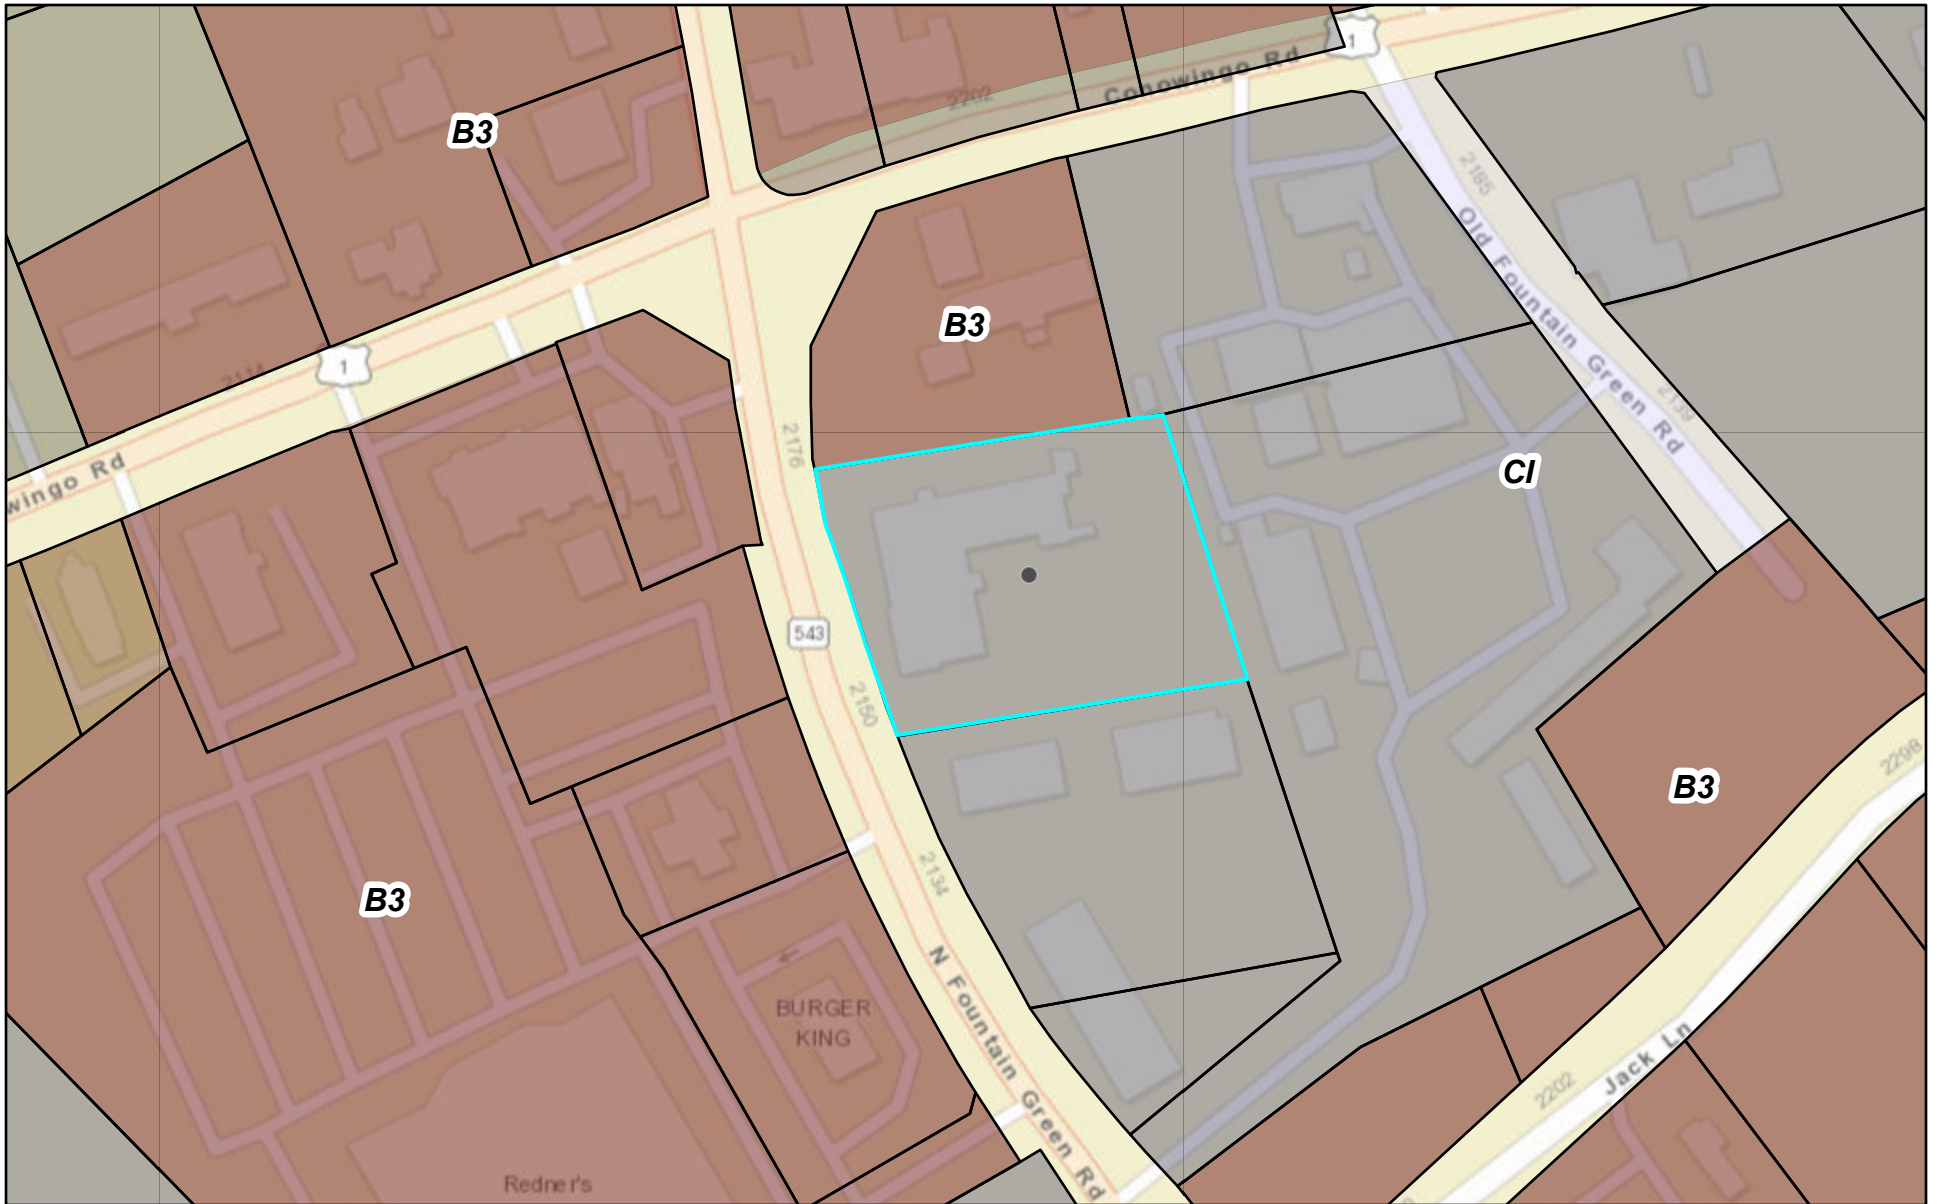 1
Conowingo Rd
2202
B3
2185
Old Fountain Green Rd
B3
1
2176
2139
wingo Rd
CI
543
2150
B3
2298
2134
B3
N Fountain Green Rd
BURGER
KING
Jack Ln
2202
Redner's